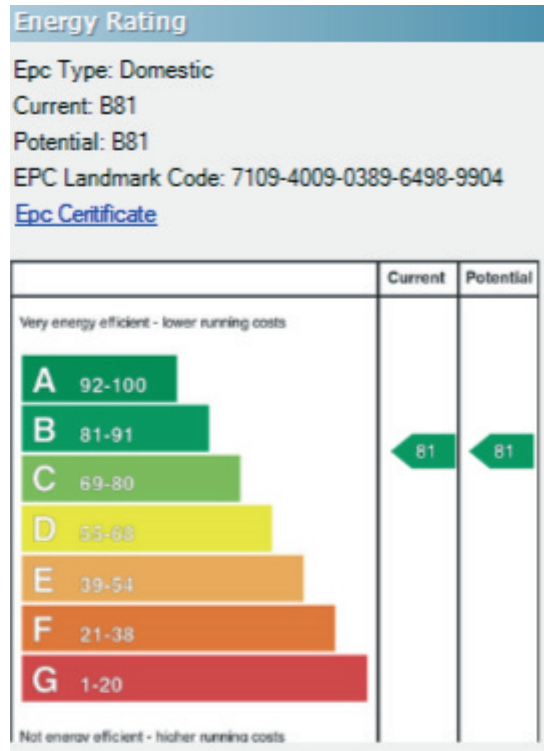 Energy Rating
Epc Type: Domestic
Current: B81
Potential: B81
EPC Landmark Code: 7109-4009-0389-6498-9904
Epc Ceritificate
Current Potential
Very energy efficient - lower running costs
A 92-100
B 81-91
81 81
C 69-80
D 55-68
E 39-54
F 21-38
G 1-20
Not energy efficient - higher running costs